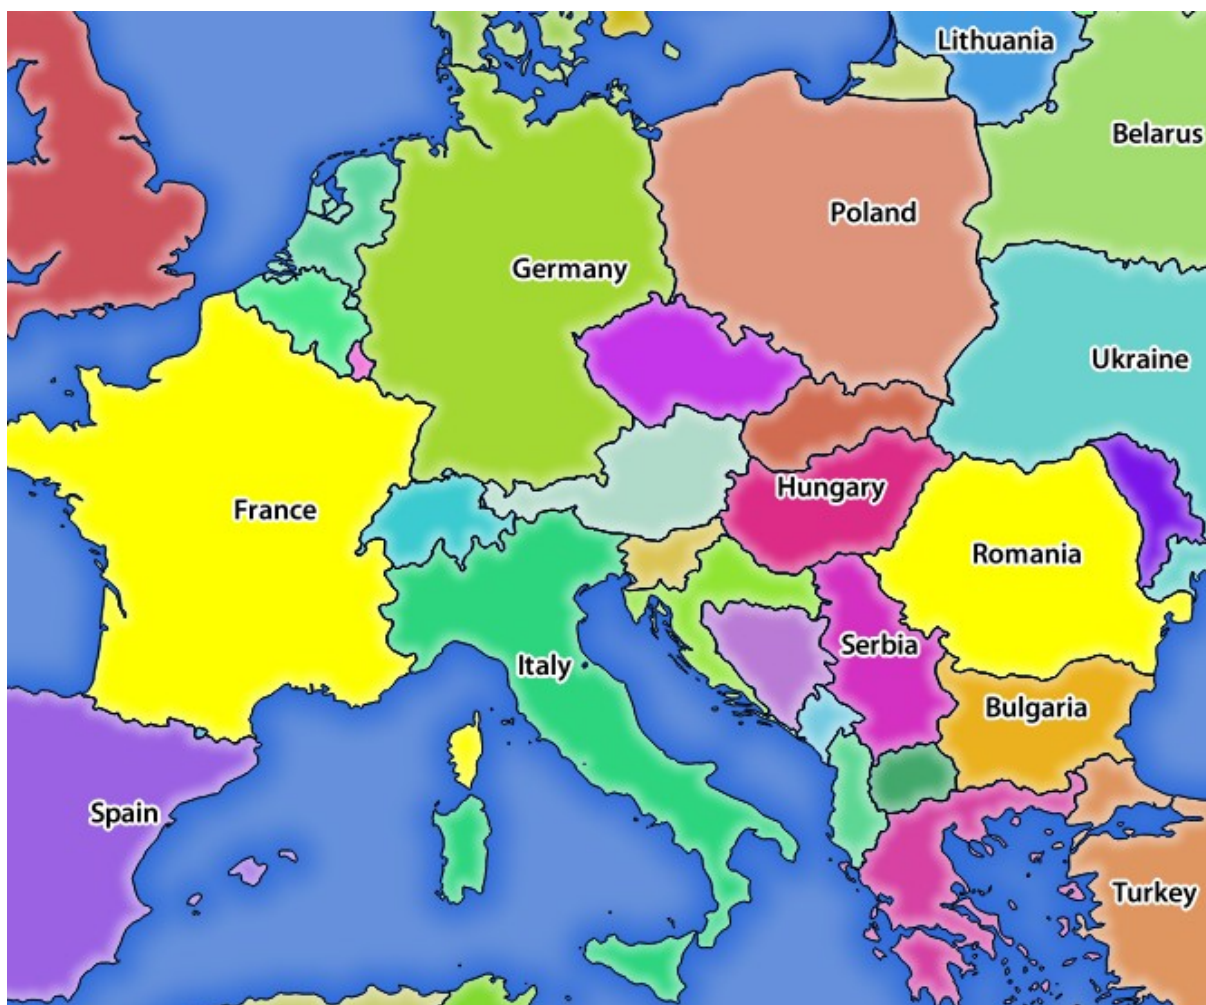 Lithuania
Belarus
Poland
Germany
Ukraine
Hungary
France
Romania
Serbia
Italy
Bulgaria
Spain
Turkey